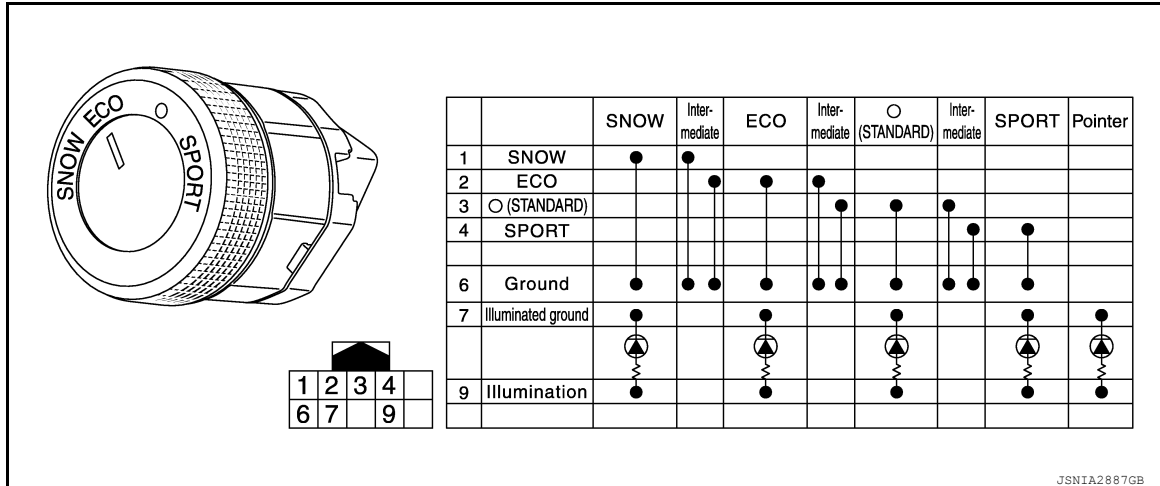 SNOW ECO ○ SPORT
SNOW Inter-mediate ECO Inter-mediate ○ (STANDARD) Inter-mediate SPORT Pointer
1 SNOW
2 ECO
3 ○ (STANDARD)
4 SPORT
6 Ground
7 Illuminated ground
9 Illumination
1 2 3 4
6 7 9
JSNIA2887GB